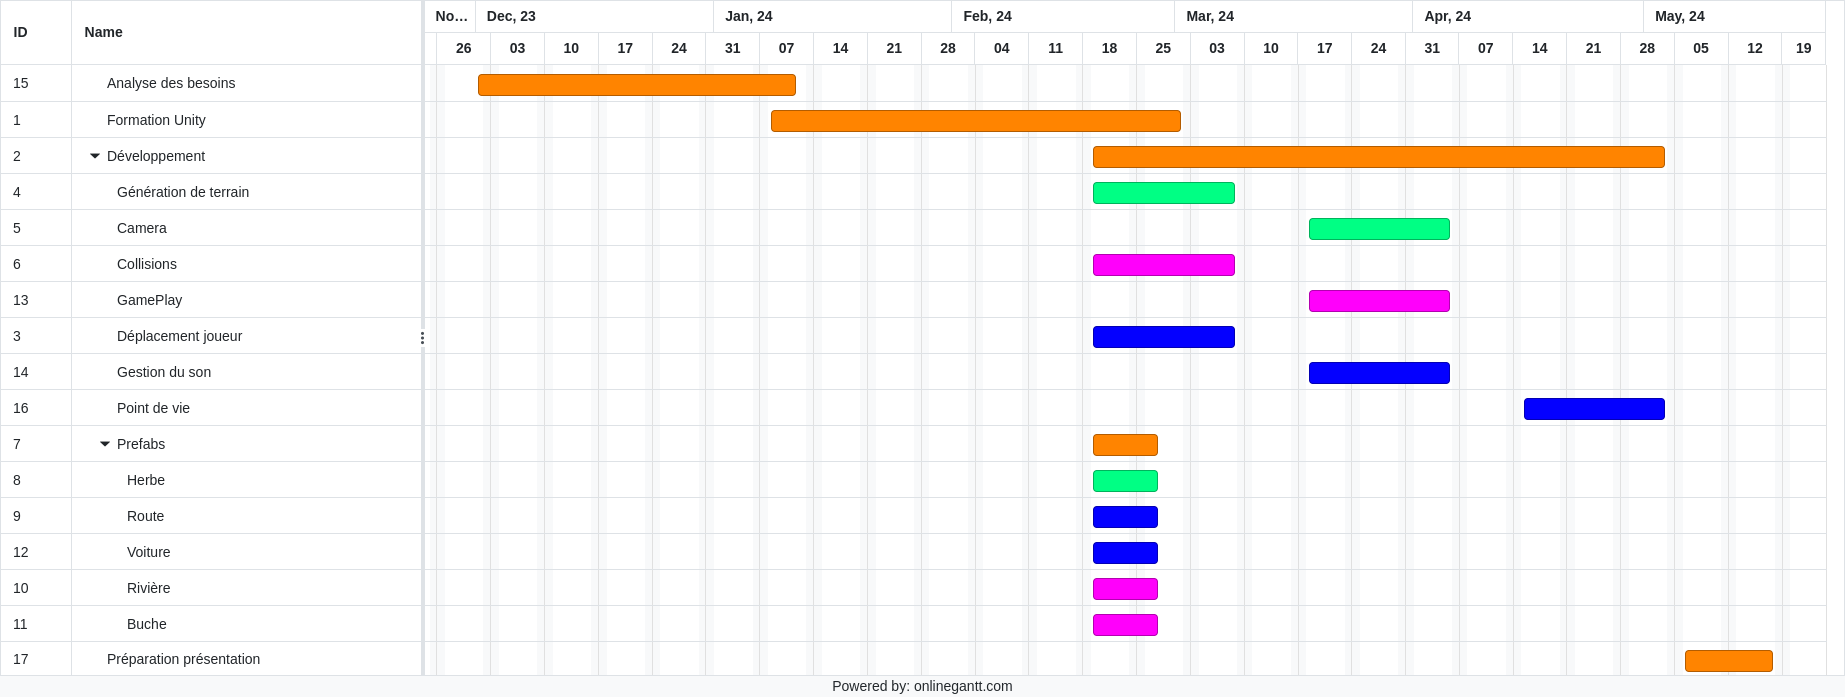 ID Name No… Dec, 23 Jan, 24 Feb, 24 Mar, 24 Apr, 24 May, 24
26 03 10 17 24 31 07 14 21 28 04 11 18 25 03 10 17 24 31 07 14 21 28 05 12 19
15 Analyse des besoins
1 Formation Unity
2 Développement
4 Génération de terrain
5 Camera
6 Collisions
13 GamePlay
3 Déplacement joueur
14 Gestion du son
16 Point de vie
7 Prefabs
8 Herbe
9 Route
12 Voiture
10 Rivière
11 Buche
17 Préparation présentation
Powered by: onlinegantt.com